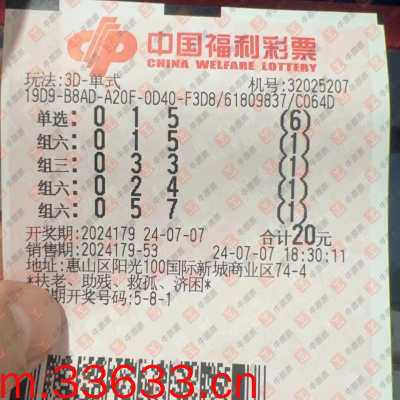 中国福利彩票
CHINA WELFARE LOTTERY
玩法:3D-单式 机号:32025207
19D9-B8AD-A20F-0D40-F3D8/61809837/C064D
单选: 0 1 5 (6)
组六: 0 1 5 (1)
组三: 0 3 3 (1)
组六: 0 2 4 (1)
组六: 0 5 7 (1)
开奖期:2024179 24-07-07 合计20元
销售期:2024179-53 24-07-07 18:30:11
地址:惠山区阳光100国际新城商业区74-4
*扶老、助残、救孤、济困*
期开奖号码:5-8-1
m.33633.cn